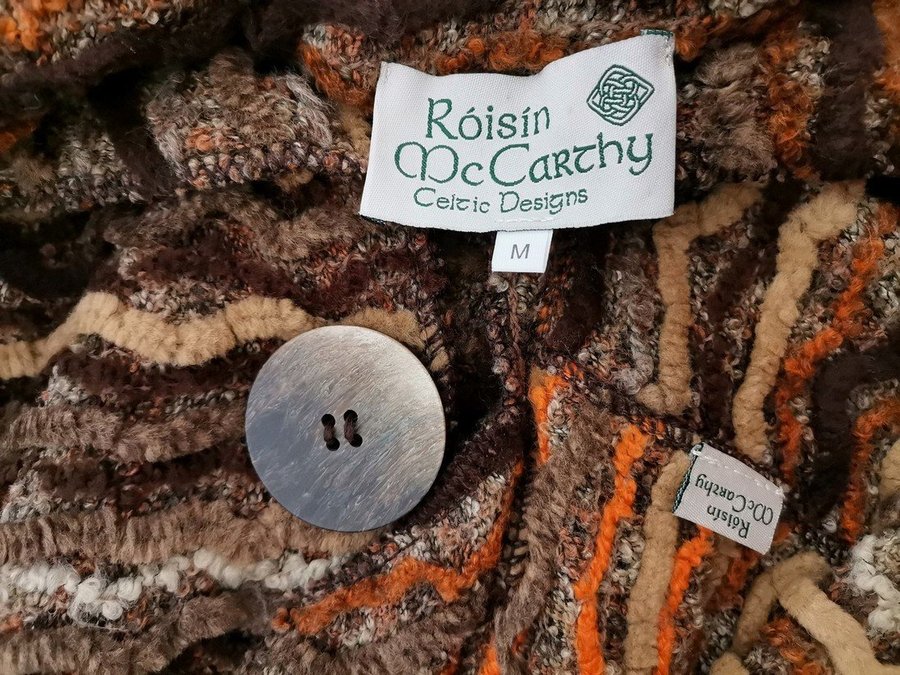 Róisín
McCarthy
Celtic Designs
M
Róisín
McCarthy